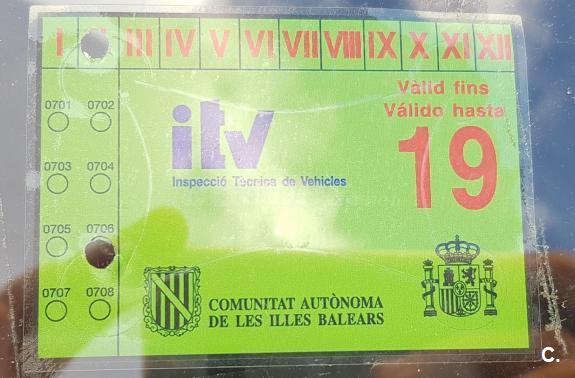 I III IV V VI VII VIII IX X XI XII
Vàlid fins
Válido hasta
19
itv
Inspecció Tècnica de Vehicles
0701 0702
0703 0704
0705 0706
0707 0708
COMUNITAT AUTÒNOMA
DE LES ILLES BALEARS
C.